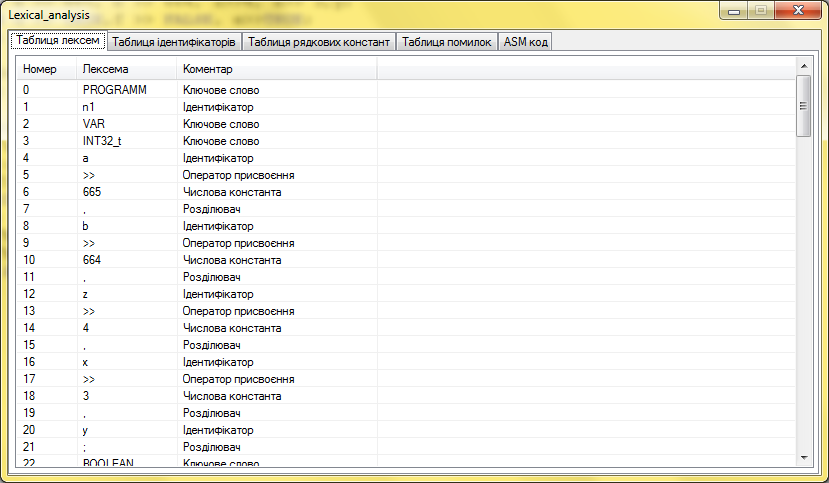 Lexical_analysis
Таблиця лексем Таблиця ідентифікаторів Таблиця рядкових констант Таблиця помилок ASM код
Номер Лексема Коментар
0 PROGRAMM Ключове слово
1 n1 Ідентифікатор
2 VAR Ключове слово
3 INT32_t Ключове слово
4 a Ідентифікатор
5 >> Оператор присвоєння
6 665 Числова константа
7 , Розділювач
8 b Ідентифікатор
9 >> Оператор присвоєння
10 664 Числова константа
11 , Розділювач
12 z Ідентифікатор
13 >> Оператор присвоєння
14 4 Числова константа
15 , Розділювач
16 x Ідентифікатор
17 >> Оператор присвоєння
18 3 Числова константа
19 , Розділювач
20 y Ідентифікатор
21 ; Розділювач
22 BOOLEAN Ключове слово